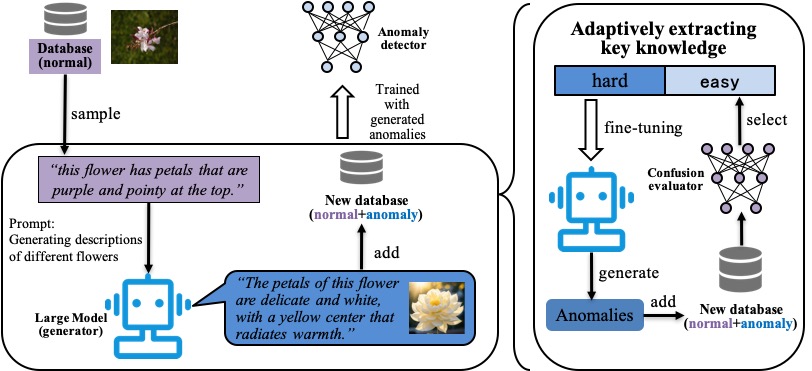 Database
(normal)
sample
“this flower has petals that are
purple and pointy at the top.”
Prompt:
Generating descriptions
of different flowers
Large Model
(generator)
“The petals of this flower
are delicate and white,
with a yellow center that
radiates warmth.”
add
New database
(normal+anomaly)
Trained
with
generated
anomalies
Anomaly
detector
Adaptively extracting
key knowledge
hard
easy
fine-tuning
select
Confusion
evaluator
generate
Anomalies
add
New database
(normal+anomaly)